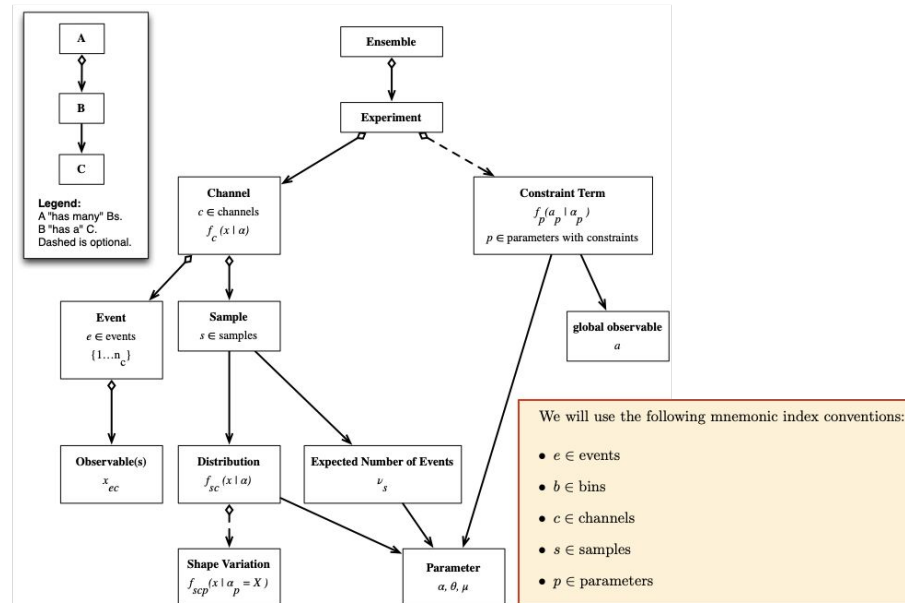 A
B
C
Legend:
A "has many" Bs.
B "has a" C.
Dashed is optional.
Ensemble
Experiment
Channel
c ∈ channels
f_c (x | α)
Constraint Term
f_p (a_p | α_p)
p ∈ parameters with constraints
Event
e ∈ events
{1…n_c}
Sample
s ∈ samples
global observable
a
Observable(s)
x_ec
Distribution
f_sc (x | α)
Expected Number of Events
ν_s
Shape Variation
f_scp (x | α_p = X )
Parameter
α, θ, μ
We will use the following mnemonic index conventions:
• e ∈ events
• b ∈ bins
• c ∈ channels
• s ∈ samples
• p ∈ parameters